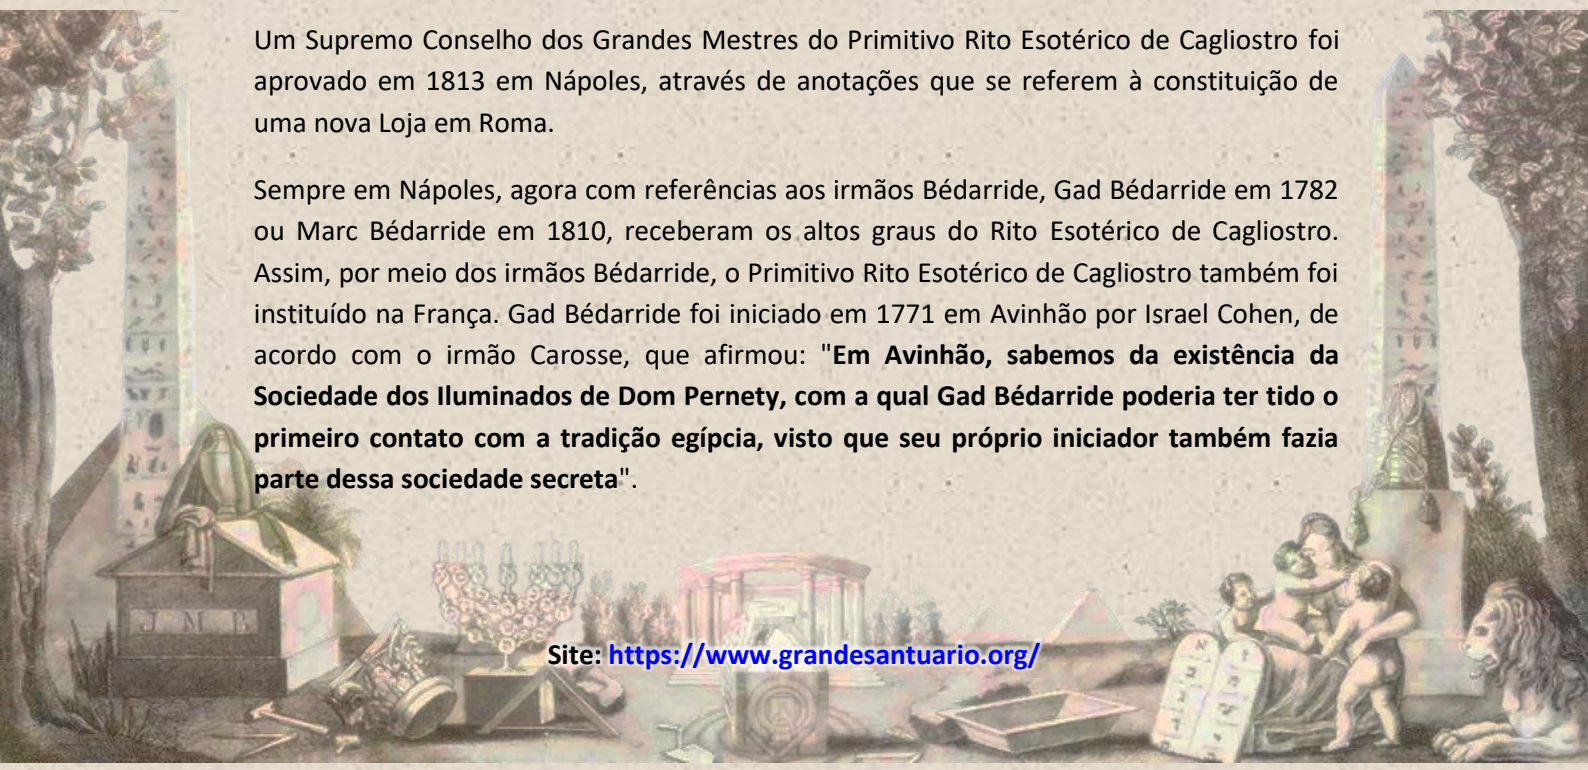 Um Supremo Conselho dos Grandes Mestres do Primitivo Rito Esotérico de Cagliostro foi
aprovado em 1813 em Nápoles, através de anotações que se referem à constituição de
uma nova Loja em Roma.
Sempre em Nápoles, agora com referências aos irmãos Bédarride, Gad Bédarride em 1782
ou Marc Bédarride em 1810, receberam os altos graus do Rito Esotérico de Cagliostro.
Assim, por meio dos irmãos Bédarride, o Primitivo Rito Esotérico de Cagliostro também foi
instituído na França. Gad Bédarride foi iniciado em 1771 em Avinhão por Israel Cohen, de
acordo com o irmão Carosse, que afirmou: "Em Avinhão, sabemos da existência da
Sociedade dos Iluminados de Dom Pernety, com a qual Gad Bédarride poderia ter tido o
primeiro contato com a tradição egípcia, visto que seu próprio iniciador também fazia
parte dessa sociedade secreta".
J M B
Site: https://www.grandesantuario.org/